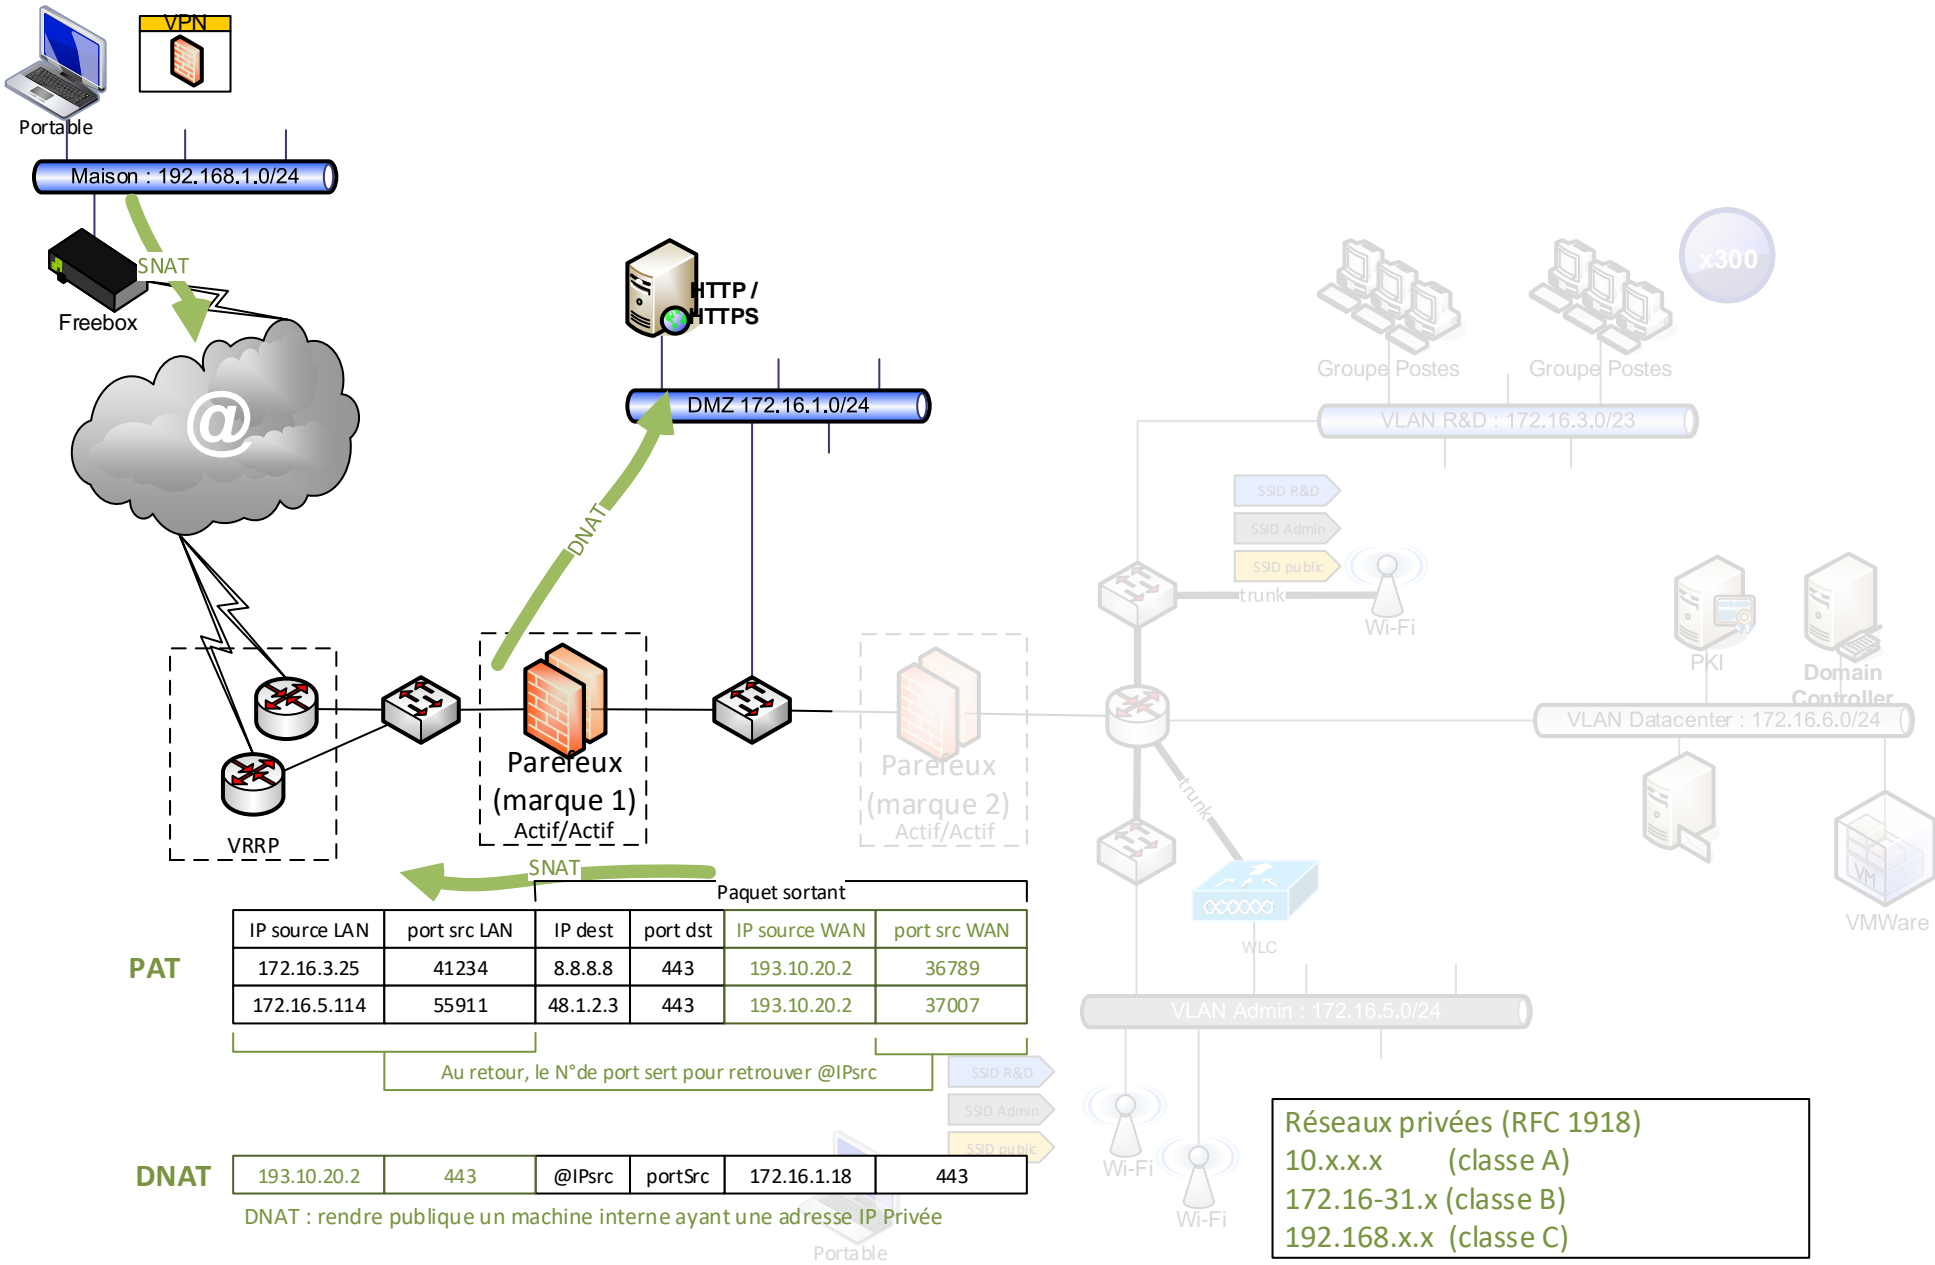 VPN
Portable
Maison : 192.168.1.0/24
SNAT
Freebox
@
HTTP /
HTTPS
DMZ 172.16.1.0/24
DNAT
x300
Groupe Postes
Groupe Postes
VLAN R&D : 172.16.3.0/23
SSID R&D
SSID Admin
SSID public
trunk
Wi-Fi
PKI
Domain
Controller
VLAN Datacenter : 172.16.6.0/24
VRRP
Parefeux
(marque 1)
Actif/Actif
Parefeux
(marque 2)
Actif/Actif
trunk
WLC
VM
VMWare
VLAN Admin : 172.16.5.0/24
SNAT
Paquet sortant
IP source LAN port src LAN IP dest port dst IP source WAN port src WAN
PAT
172.16.3.25 41234 8.8.8.8 443 193.10.20.2 36789
172.16.5.114 55911 48.1.2.3 443 193.10.20.2 37007
Au retour, le N°de port sert pour retrouver @IPsrc
SSID R&D
SSID Admin
SSID public
Wi-Fi
Wi-Fi
DNAT
193.10.20.2 443 @IPsrc portSrc 172.16.1.18 443
DNAT : rendre publique un machine interne ayant une adresse IP Privée
Portable
Réseaux privées (RFC 1918)
10.x.x.x (classe A)
172.16-31.x (classe B)
192.168.x.x (classe C)